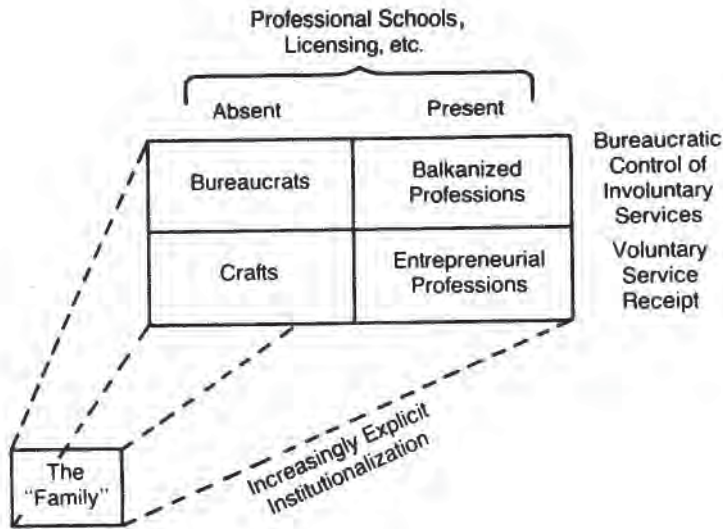 Professional Schools,
Licensing, etc.
Absent
Present
Bureaucrats
Balkanized
Professions
Bureaucratic
Control of
Involuntary
Services
Crafts
Entrepreneurial
Professions
Voluntary
Service
Receipt
The
"Family"
Increasingly Explicit
Institutionalization